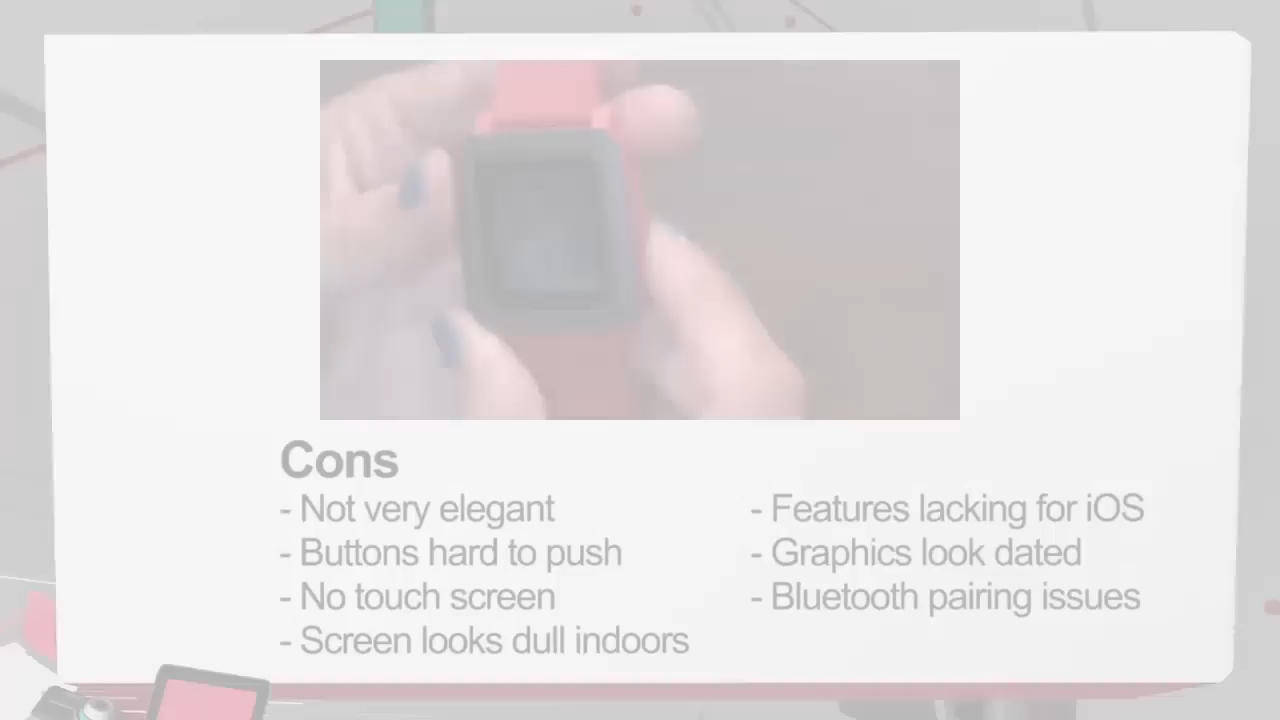 Cons
- Not very elegant
- Buttons hard to push
- No touch screen
- Screen looks dull indoors
- Features lacking for iOS
- Graphics look dated
- Bluetooth pairing issues